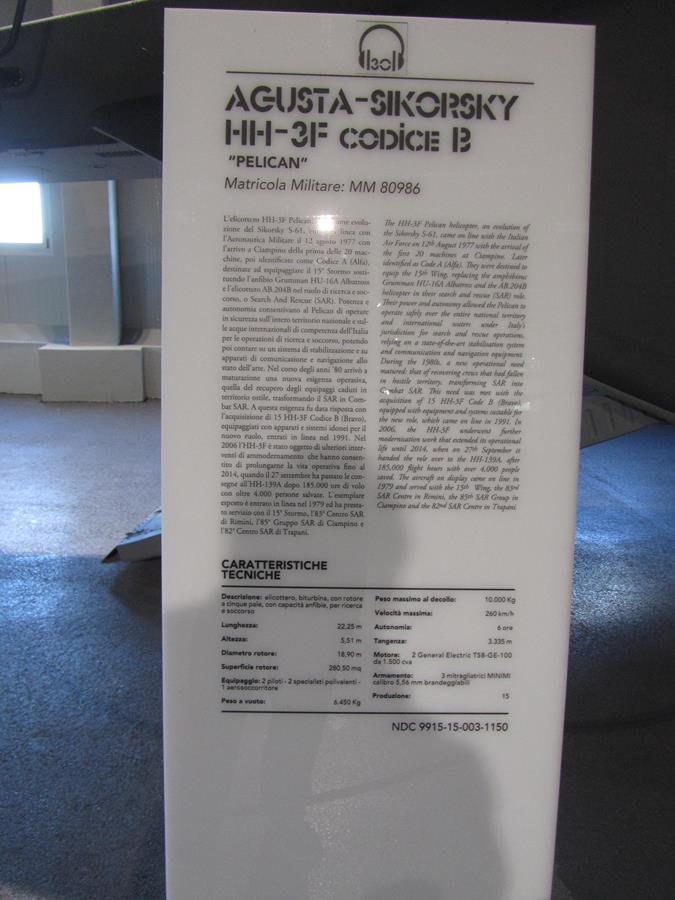 301
AGUSTA-SIKORSKY
HH-3F CODICE B
"PELICAN"
Matricola Militare: MM 80986
L'elicottero HH-3F Pelican, come evolu-
zione del Sikorsky S-61, linea con
l'Aeronautica Militare il 12 agosto 1977 con
l'arrivo a Ciampino della prima delle 20 mac-
chine, poi identificate come Codice A (Alfa),
destinate ad equipaggiare il 15° Stormo sosti-
tuendo l'anfibio Grumman HU-16A Albatross
e l'elicottero AB.204B nel ruolo di ricerca e soc-
corso, o Search And Rescue (SAR). Potenza e
autonomia consentivano al Pelican di operare
in sicurezza sull'intero territorio nazionale e sul-
le acque internazionali di competenza dell'Italia
per le operazioni di ricerca e soccorso, potendo
poi contare su un sistema di stabilizzazione e su
apparati di comunicazione e navigazione allo
stato dell'arte. Nel corso degli anni '80 arrivò a
maturazione una nuova esigenza operativa,
quella del recupero degli equipaggi caduti in
territorio ostile, trasformando il SAR in Com-
bat SAR. A questa esigenza fu data risposta con
l'acquisizione di 15 HH-3F Codice B (Bravo),
equipaggiati con apparati e sistemi idonei per il
nuovo ruolo, entrati in linea nel 1991. Nel
2006 l'HH-3F è stato oggetto di ulteriori inter-
venti di ammodernamento che hanno consen-
tito di prolungarne la vita operativa fino al
2014, quando il 27 settembre ha passato le con-
segne all'HH-139A dopo 185.000 ore di volo
con oltre 4.000 persone salvate. L'esemplare
esposto è entrato in linea nel 1979 ed ha presta-
to servizio con il 15° Stormo, l'83° Centro SAR
di Rimini, l'85° Gruppo SAR di Ciampino e
l'82° Centro SAR di Trapani.
The HH-3F Pelican helicopter, an evolution of
the Sikorsky S-61, came on line with the Italian
Air Force on 12th August 1977 with the arrival of
the first 20 machines at Ciampino. Later
identified as Code A (Alfa). They were destined to
equip the 15th Wing, replacing the amphibious
Grumman HU-16A Albatross and the AB.204B
helicopter in their search and rescue (SAR) role.
Their power and autonomy allowed the Pelican to
operate safely over the entire national territory
and international waters under Italy's
jurisdiction for search and rescue operations,
relying on a state-of-the-art stabilisation system
and communication and navigation equipment.
During the 1980s, a new operational need
matured: that of recovering crews that had fallen
in hostile territory, transforming SAR into
Combat SAR. This need was met with the
acquisition of 15 HH-3F Code B (Bravo),
equipped with equipment and systems suitable for
the new role, which came on line in 1991. In
2006, the HH-3F underwent further
modernisation work that extended its operational
life until 2014, when on 27th September it
handed the role over to the HH-139A, after
185,000 flight hours with over 4,000 people
saved. The aircraft on display came on line in
1979 and served with the 15th Wing, the 83rd
SAR Centre in Rimini, the 85th SAR Group in
Ciampino and the 82nd SAR Centre in Trapani.
CARATTERISTICHE
TECNICHE
Descrizione: elicottero, biturbina, con rotore
a cinque pale, con capacità anfibie, per ricerca
e soccorso
Lunghezza: 22,25 m
Altezza: 5,51 m
Diametro rotore: 18,90 m
Superficie rotore: 280,50 mq
Equipaggio: 2 piloti - 2 specialisti polivalenti -
1 aerosoccorritore
Peso a vuoto: 6.450 Kg
Peso massimo al decollo: 10.000 Kg
Velocità massima: 260 km/h
Autonomia: 6 ore
Tangenza: 3.335 m
Motore: 2 General Electric T58-GE-100
da 1.500 cva
Armamento: 3 mitragliatrici MINIMI
calibro 5,56 mm brandeggiabili
Produzione: 15
NDC 9915-15-003-1150